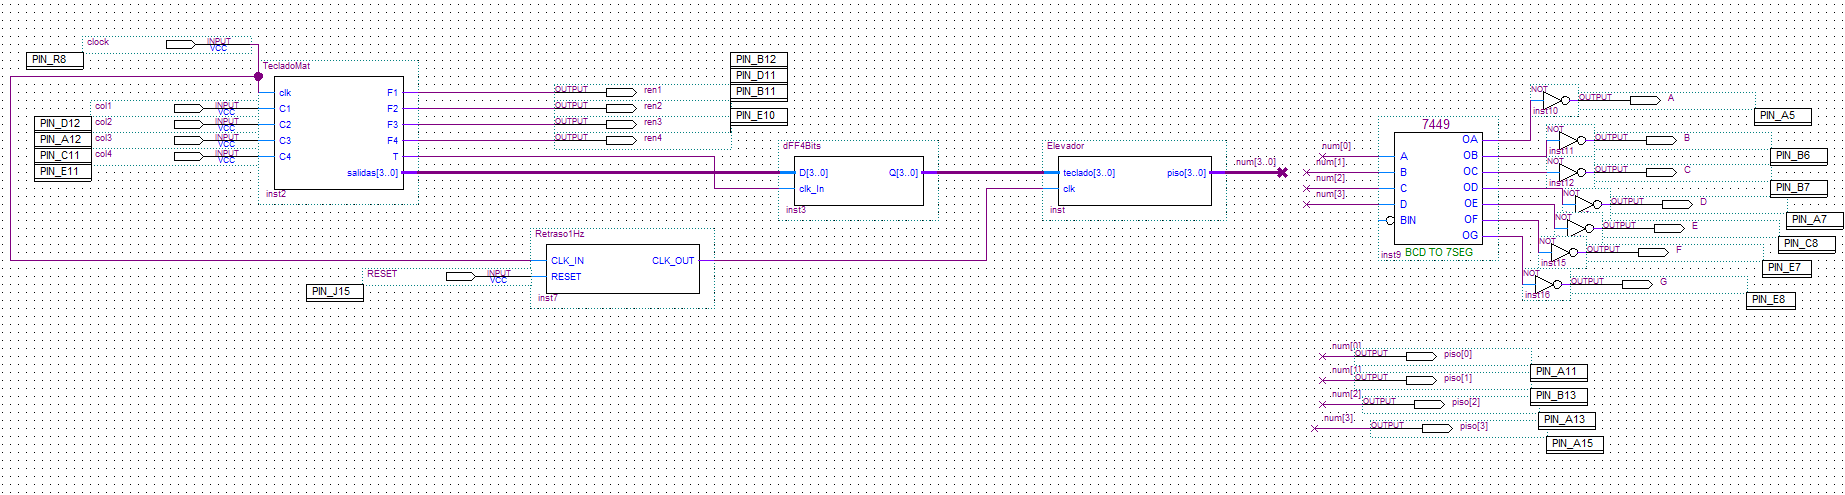 clock
INPUT
VCC
PIN_R8
TecladoMat
clk
C1
C2
C3
C4
F1
F2
F3
F4
T
salidas[3..0]
inst2
col1
INPUT
VCC
col2
INPUT
VCC
col3
INPUT
VCC
col4
INPUT
VCC
PIN_D12
PIN_A12
PIN_C11
PIN_E11
OUTPUT
ren1
OUTPUT
ren2
OUTPUT
ren3
OUTPUT
ren4
PIN_B12
PIN_D11
PIN_B11
PIN_E10
dFF4Bits
D[3..0]
Q[3..0]
clk_In
inst3
Elevador
teclado[3..0]
piso[3..0]
clk
inst
num[3..0]
Retraso1Hz
CLK_IN
CLK_OUT
RESET
inst7
RESET
INPUT
VCC
PIN_J15
num[0]
num[1]
num[2]
num[3]
7449
A
B
C
D
BIN
OA
OB
OC
OD
OE
OF
OG
inst9
BCD TO 7SEG
NOT
inst10
OUTPUT
A
PIN_A5
NOT
inst11
OUTPUT
B
PIN_B6
NOT
inst12
OUTPUT
C
PIN_B7
NOT
OUTPUT
D
PIN_A7
NOT
OUTPUT
E
PIN_C8
NOT
inst15
OUTPUT
F
PIN_E7
NOT
inst16
OUTPUT
G
PIN_E8
num[0]
OUTPUT
piso[0]
PIN_A11
num[1]
OUTPUT
piso[1]
PIN_B13
num[2]
OUTPUT
piso[2]
PIN_A13
num[3]
OUTPUT
piso[3]
PIN_A15